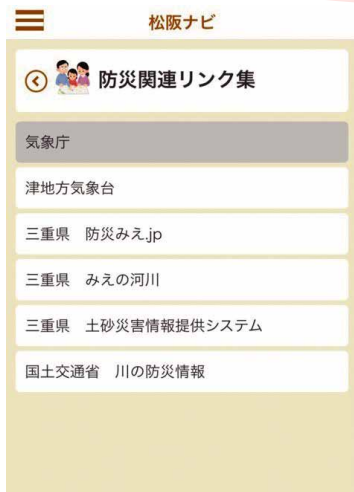 松阪ナビ
防災関連リンク集
気象庁
津地方気象台
三重県　防災みえ.jp
三重県　みえの河川
三重県　土砂災害情報提供システム
国土交通省　川の防災情報